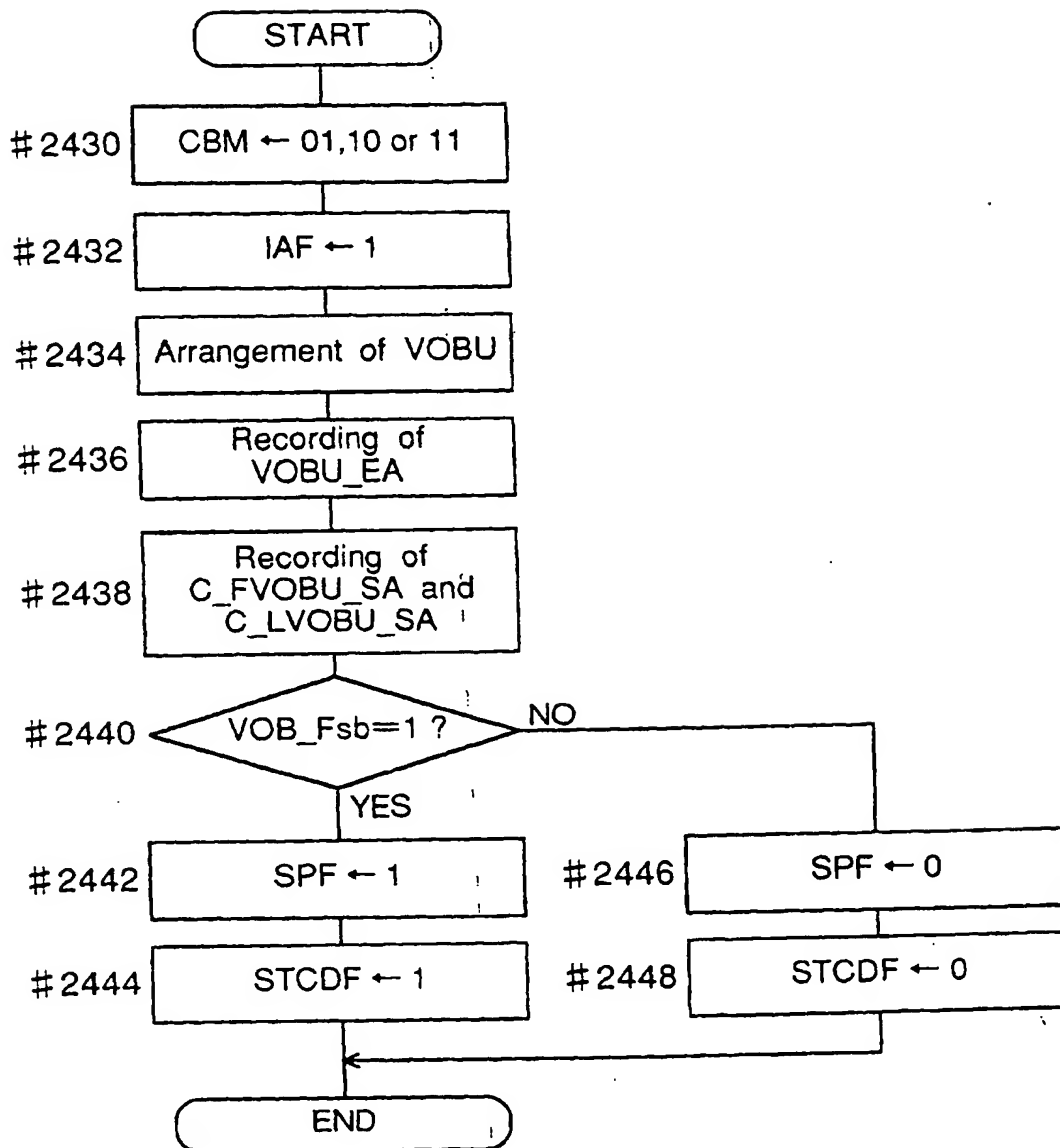 START
#2430 CBM ← 01,10 or 11
#2432 IAF ← 1
#2434 Arrangement of VOBU
#2436 Recording of
VOBU_EA
#2438 Recording of
C_FVOBU_SA and
C_LVOBU_SA
#2440 VOB_Fsb=1 ?
NO
YES
#2442 SPF ← 1
#2446 SPF ← 0
#2444 STCDF ← 1
#2448 STCDF ← 0
END